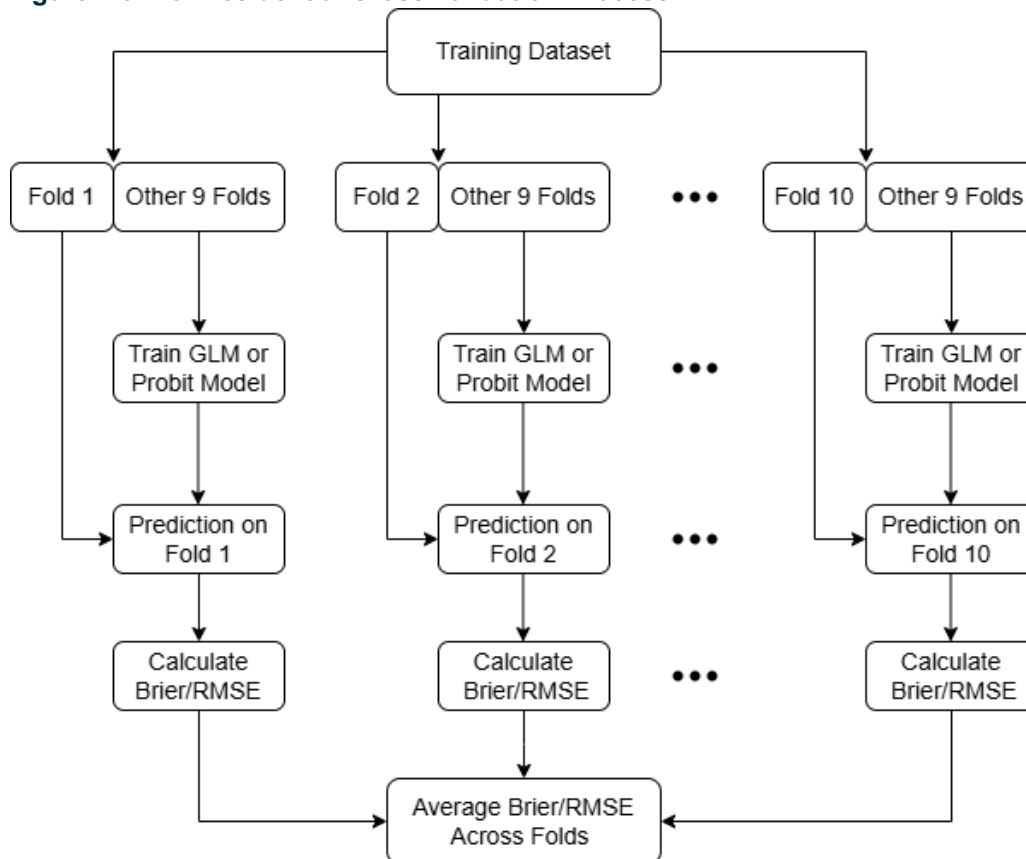 Training Dataset
Fold 1 Other 9 Folds Fold 2 Other 9 Folds Fold 10 Other 9 Folds
Train GLM or Probit Model
Train GLM or Probit Model
Train GLM or Probit Model
Prediction on Fold 1
Prediction on Fold 2
Prediction on Fold 10
Calculate Brier/RMSE
Calculate Brier/RMSE
Calculate Brier/RMSE
Average Brier/RMSE
Across Folds